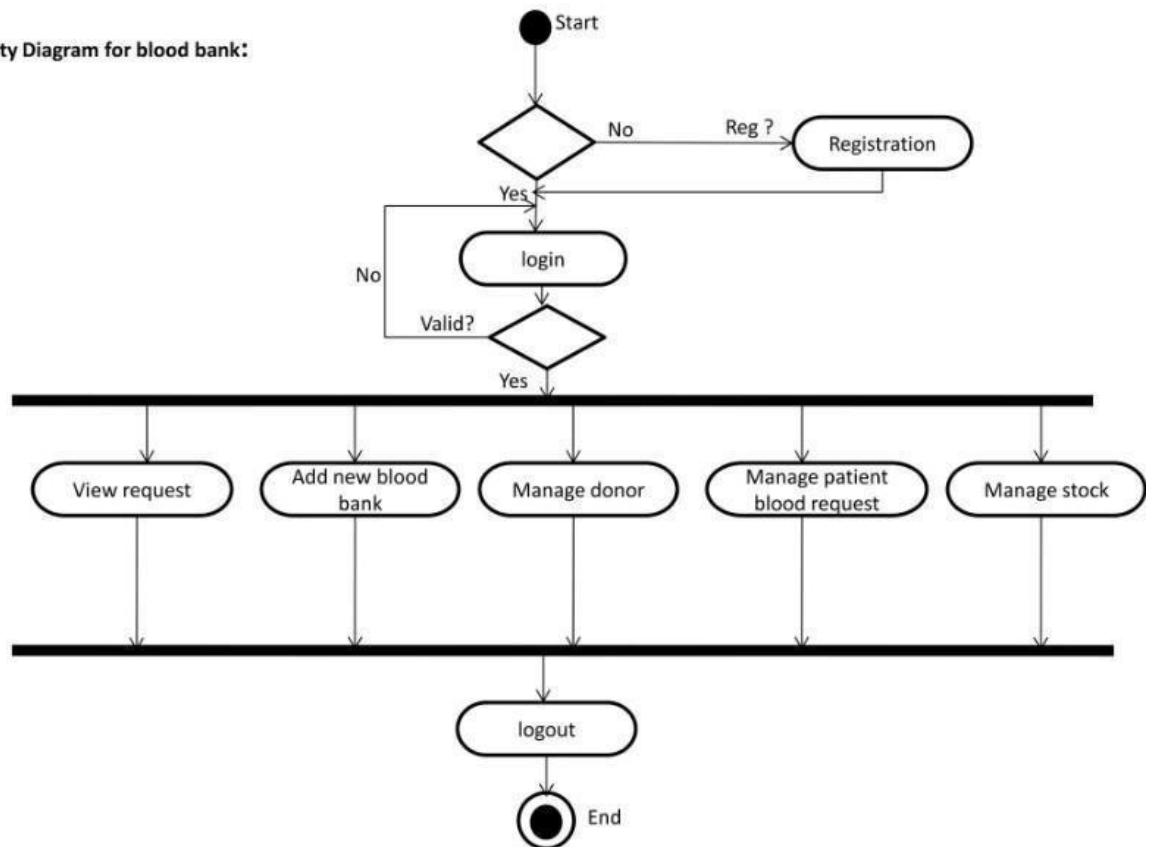 Start
ty Diagram for blood bank:
No
Reg ?
Registration
Yes
login
No
Valid?
Yes
View request
Add new blood
bank
Manage donor
Manage patient
blood request
Manage stock
logout
End